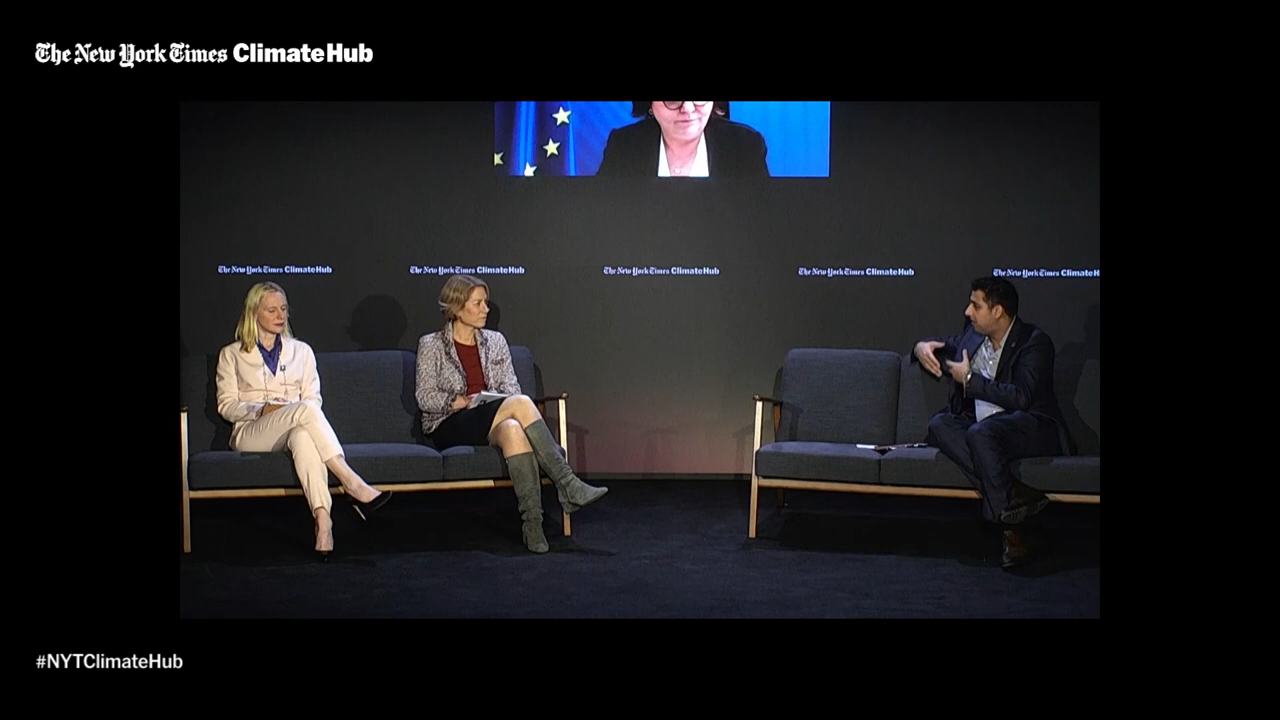 The New York Times Climate Hub
The New York Times Climate Hub
The New York Times Climate Hub
The New York Times Climate Hub
The New York Times Climate Hub
The New York Times Climate H
#NYTClimateHub